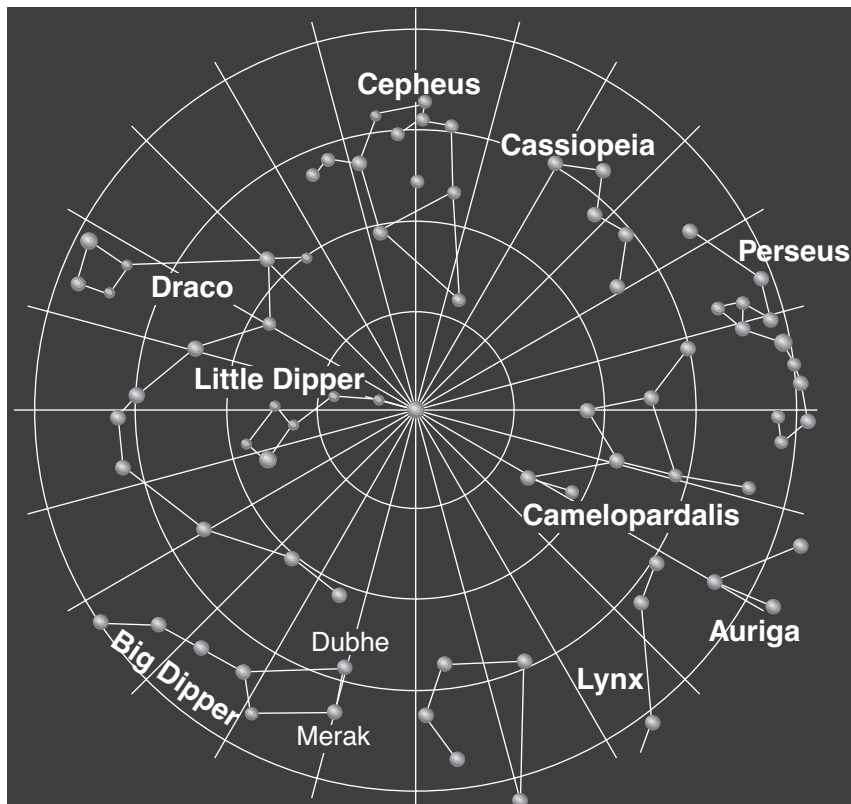 Cepheus
Cassiopeia
Perseus
Draco
Little Dipper
Camelopardalis
Auriga
Dubhe
Big Dipper
Lynx
Merak